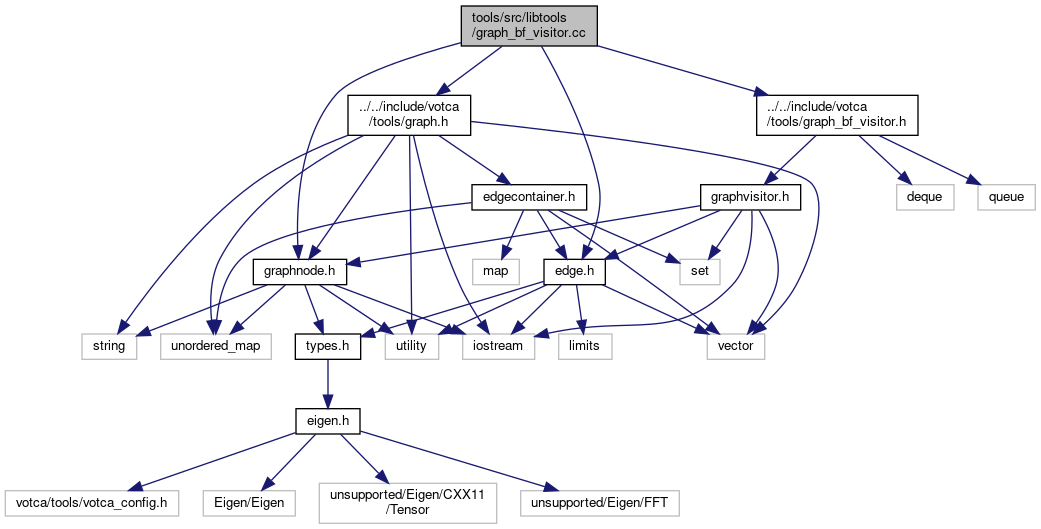 tools/src/libtools
/graph_bf_visitor.cc
../../include/votca
/tools/graph.h
../../include/votca
/tools/graph_bf_visitor.h
edgecontainer.h
graphvisitor.h
deque
queue
graphnode.h
map
edge.h
set
string
unordered_map
types.h
utility
iostream
limits
vector
eigen.h
votca/tools/votca_config.h
Eigen/Eigen
unsupported/Eigen/CXX11
/Tensor
unsupported/Eigen/FFT